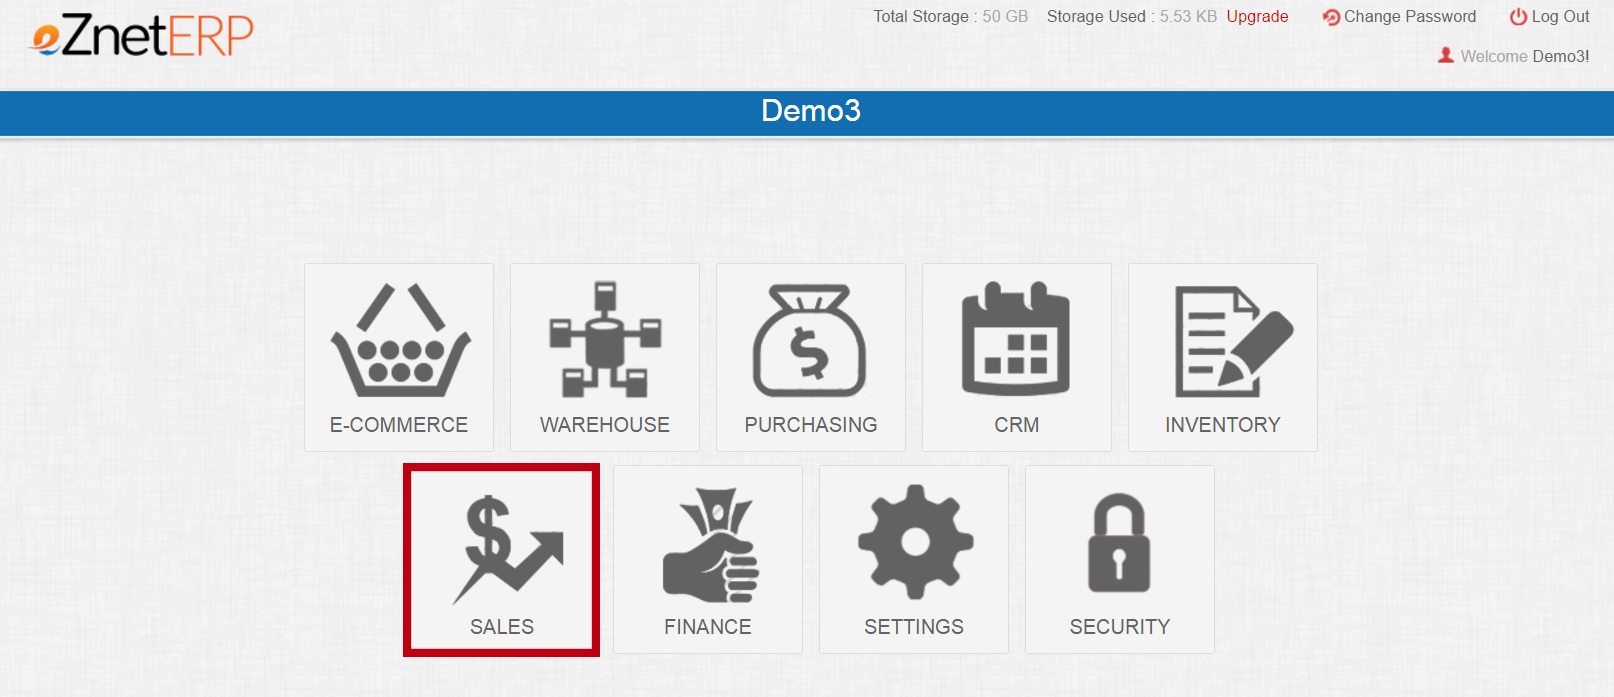 eZnetERP
Total Storage : 50 GB Storage Used : 5.53 KB Upgrade Change Password Log Out
Welcome Demo3!
Demo3
E-COMMERCE WAREHOUSE PURCHASING CRM INVENTORY
SALES FINANCE SETTINGS SECURITY